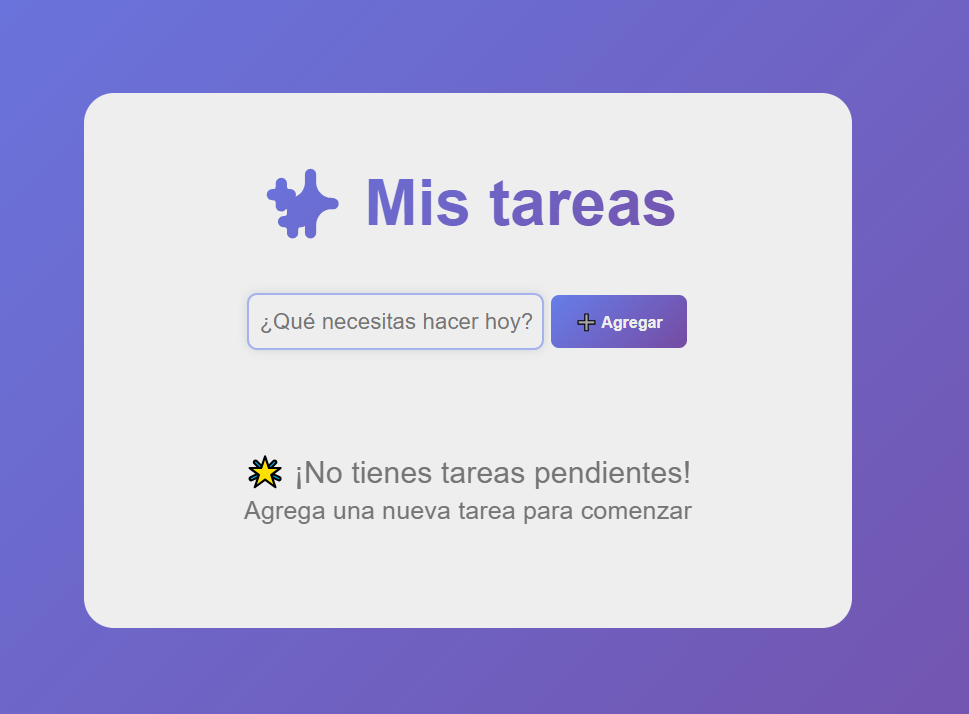 Mis tareas
¿Qué necesitas hacer hoy?
Agregar
¡No tienes tareas pendientes!
Agrega una nueva tarea para comenzar